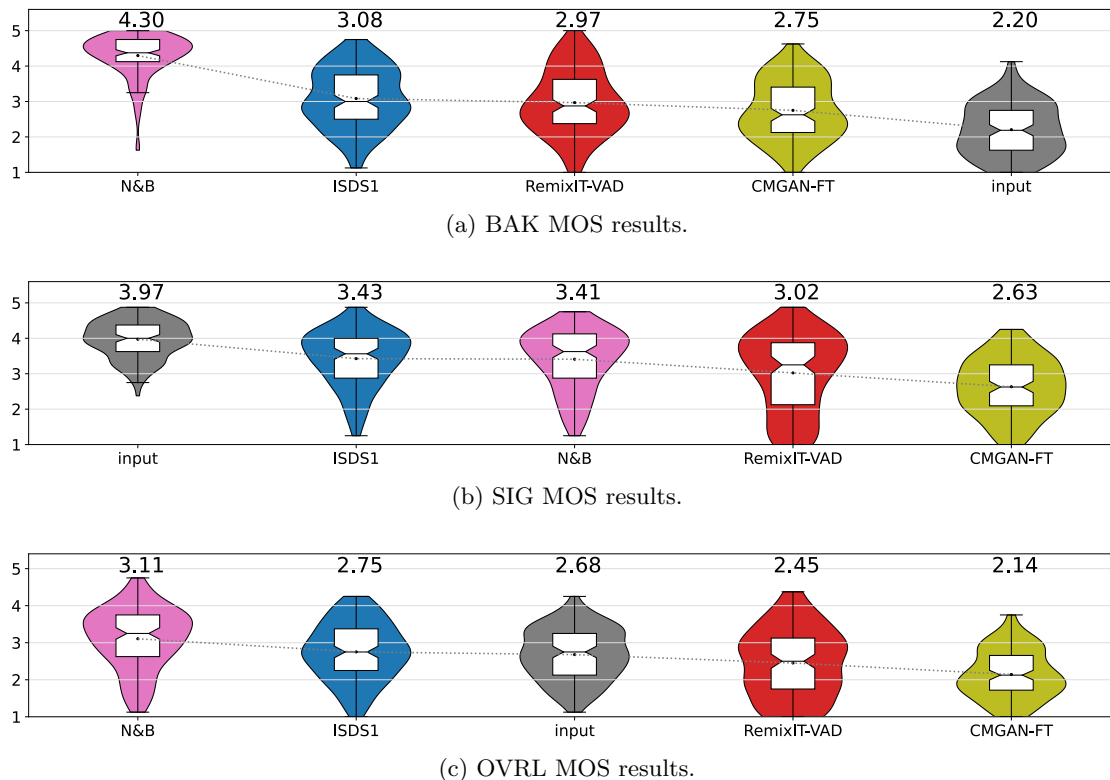 4.30 3.08 2.97 2.75 2.20
5
4
3
2
1
N&B ISDS1 RemixIT-VAD CMGAN-FT input
(a) BAK MOS results.
3.97 3.43 3.41 3.02 2.63
5
4
3
2
1
input ISDS1 N&B RemixIT-VAD CMGAN-FT
(b) SIG MOS results.
3.11 2.75 2.68 2.45 2.14
5
4
3
2
1
N&B ISDS1 input RemixIT-VAD CMGAN-FT
(c) OVRL MOS results.